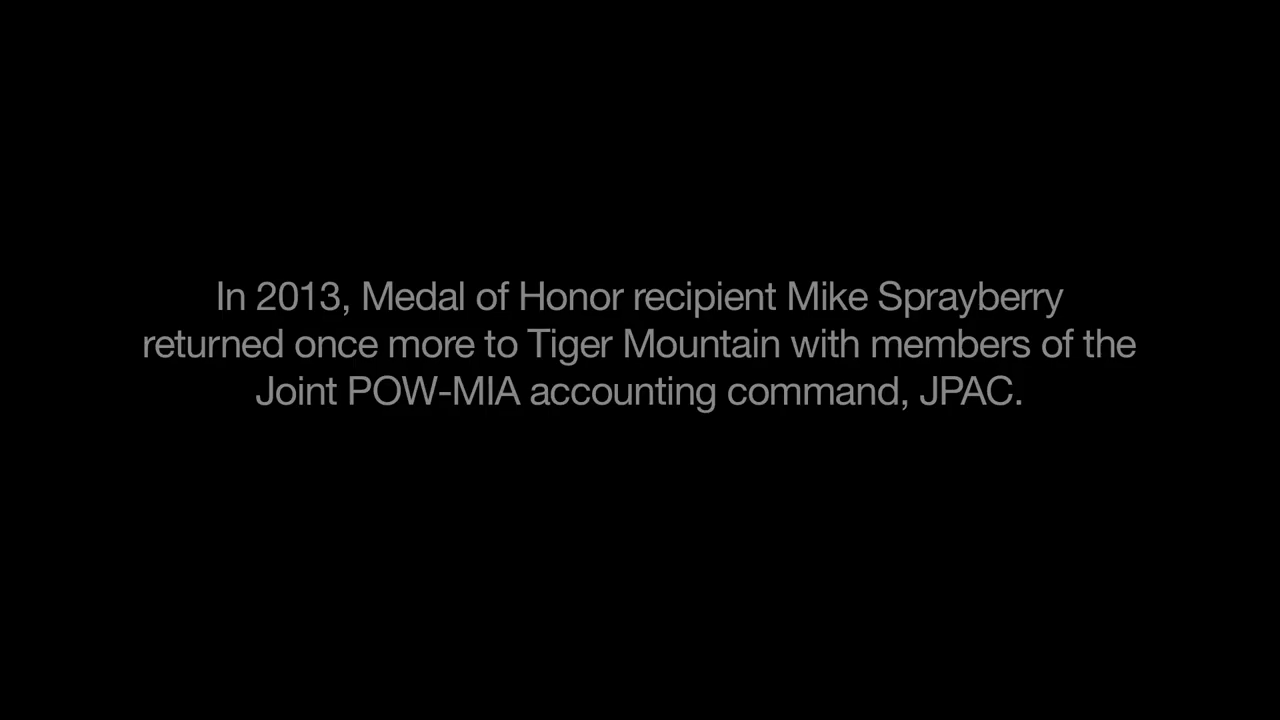 In 2013, Medal of Honor recipient Mike Sprayberry
returned once more to Tiger Mountain with members of the
Joint POW-MIA accounting command, JPAC.